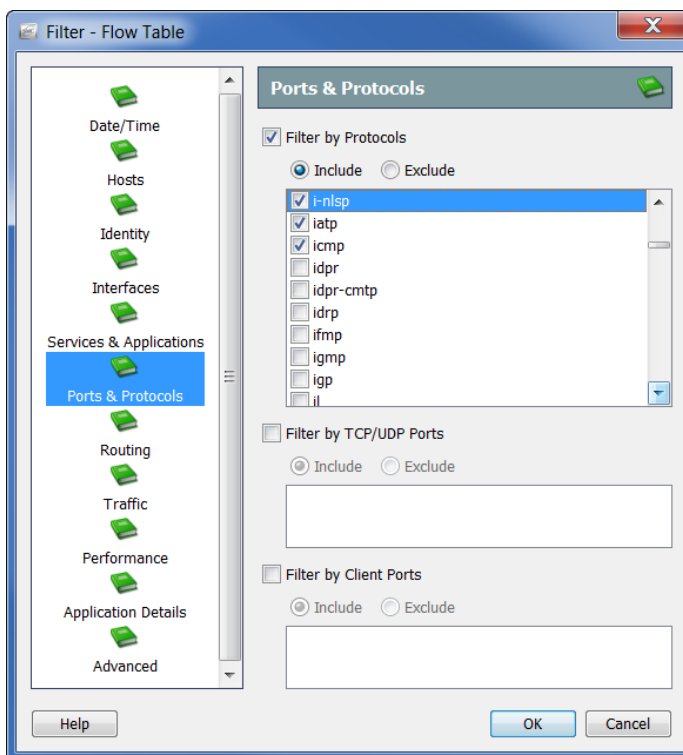 Filter - Flow Table
Date/Time
Hosts
Identity
Interfaces
Services & Applications
Ports & Protocols
Routing
Traffic
Performance
Application Details
Advanced
Ports & Protocols
Filter by Protocols
Include Exclude
i-nlsp
iatp
icmp
idpr
idpr-cmtp
idrp
ifmp
igmp
igp
il
Filter by TCP/UDP Ports
Include Exclude
Filter by Client Ports
Include Exclude
Help OK Cancel